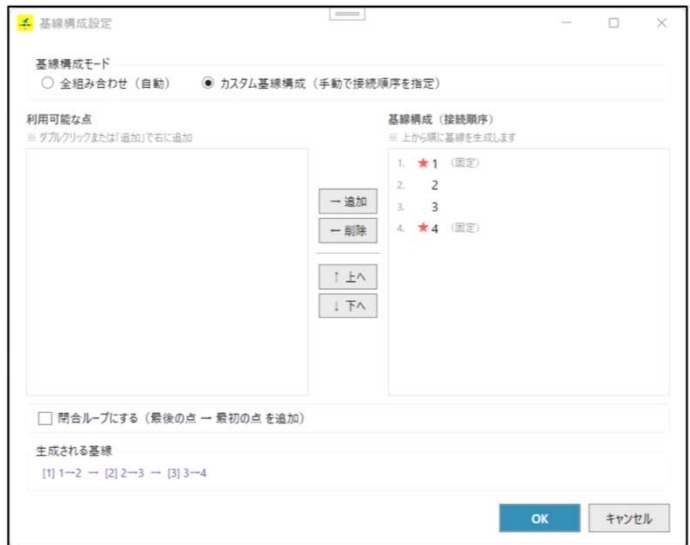 基線構成設定
基線構成モード
全組み合わせ（自動）
カスタム基線構成（手動で接続順序を指定）
利用可能な点
※ ダブルクリックまたは「追加」で右に追加
基線構成（接続順序）
※ 上から順に基線を生成します
1. ★ 1 （固定）
2. 2
3. 3
4. ★ 4 （固定）
→ 追加
← 削除
↑ 上へ
↓ 下へ
閉合ループにする（最後の点 → 最初の点 を追加）
生成される基線
[1] 1→2 → [2] 2→3 → [3] 3→4
OK
キャンセル